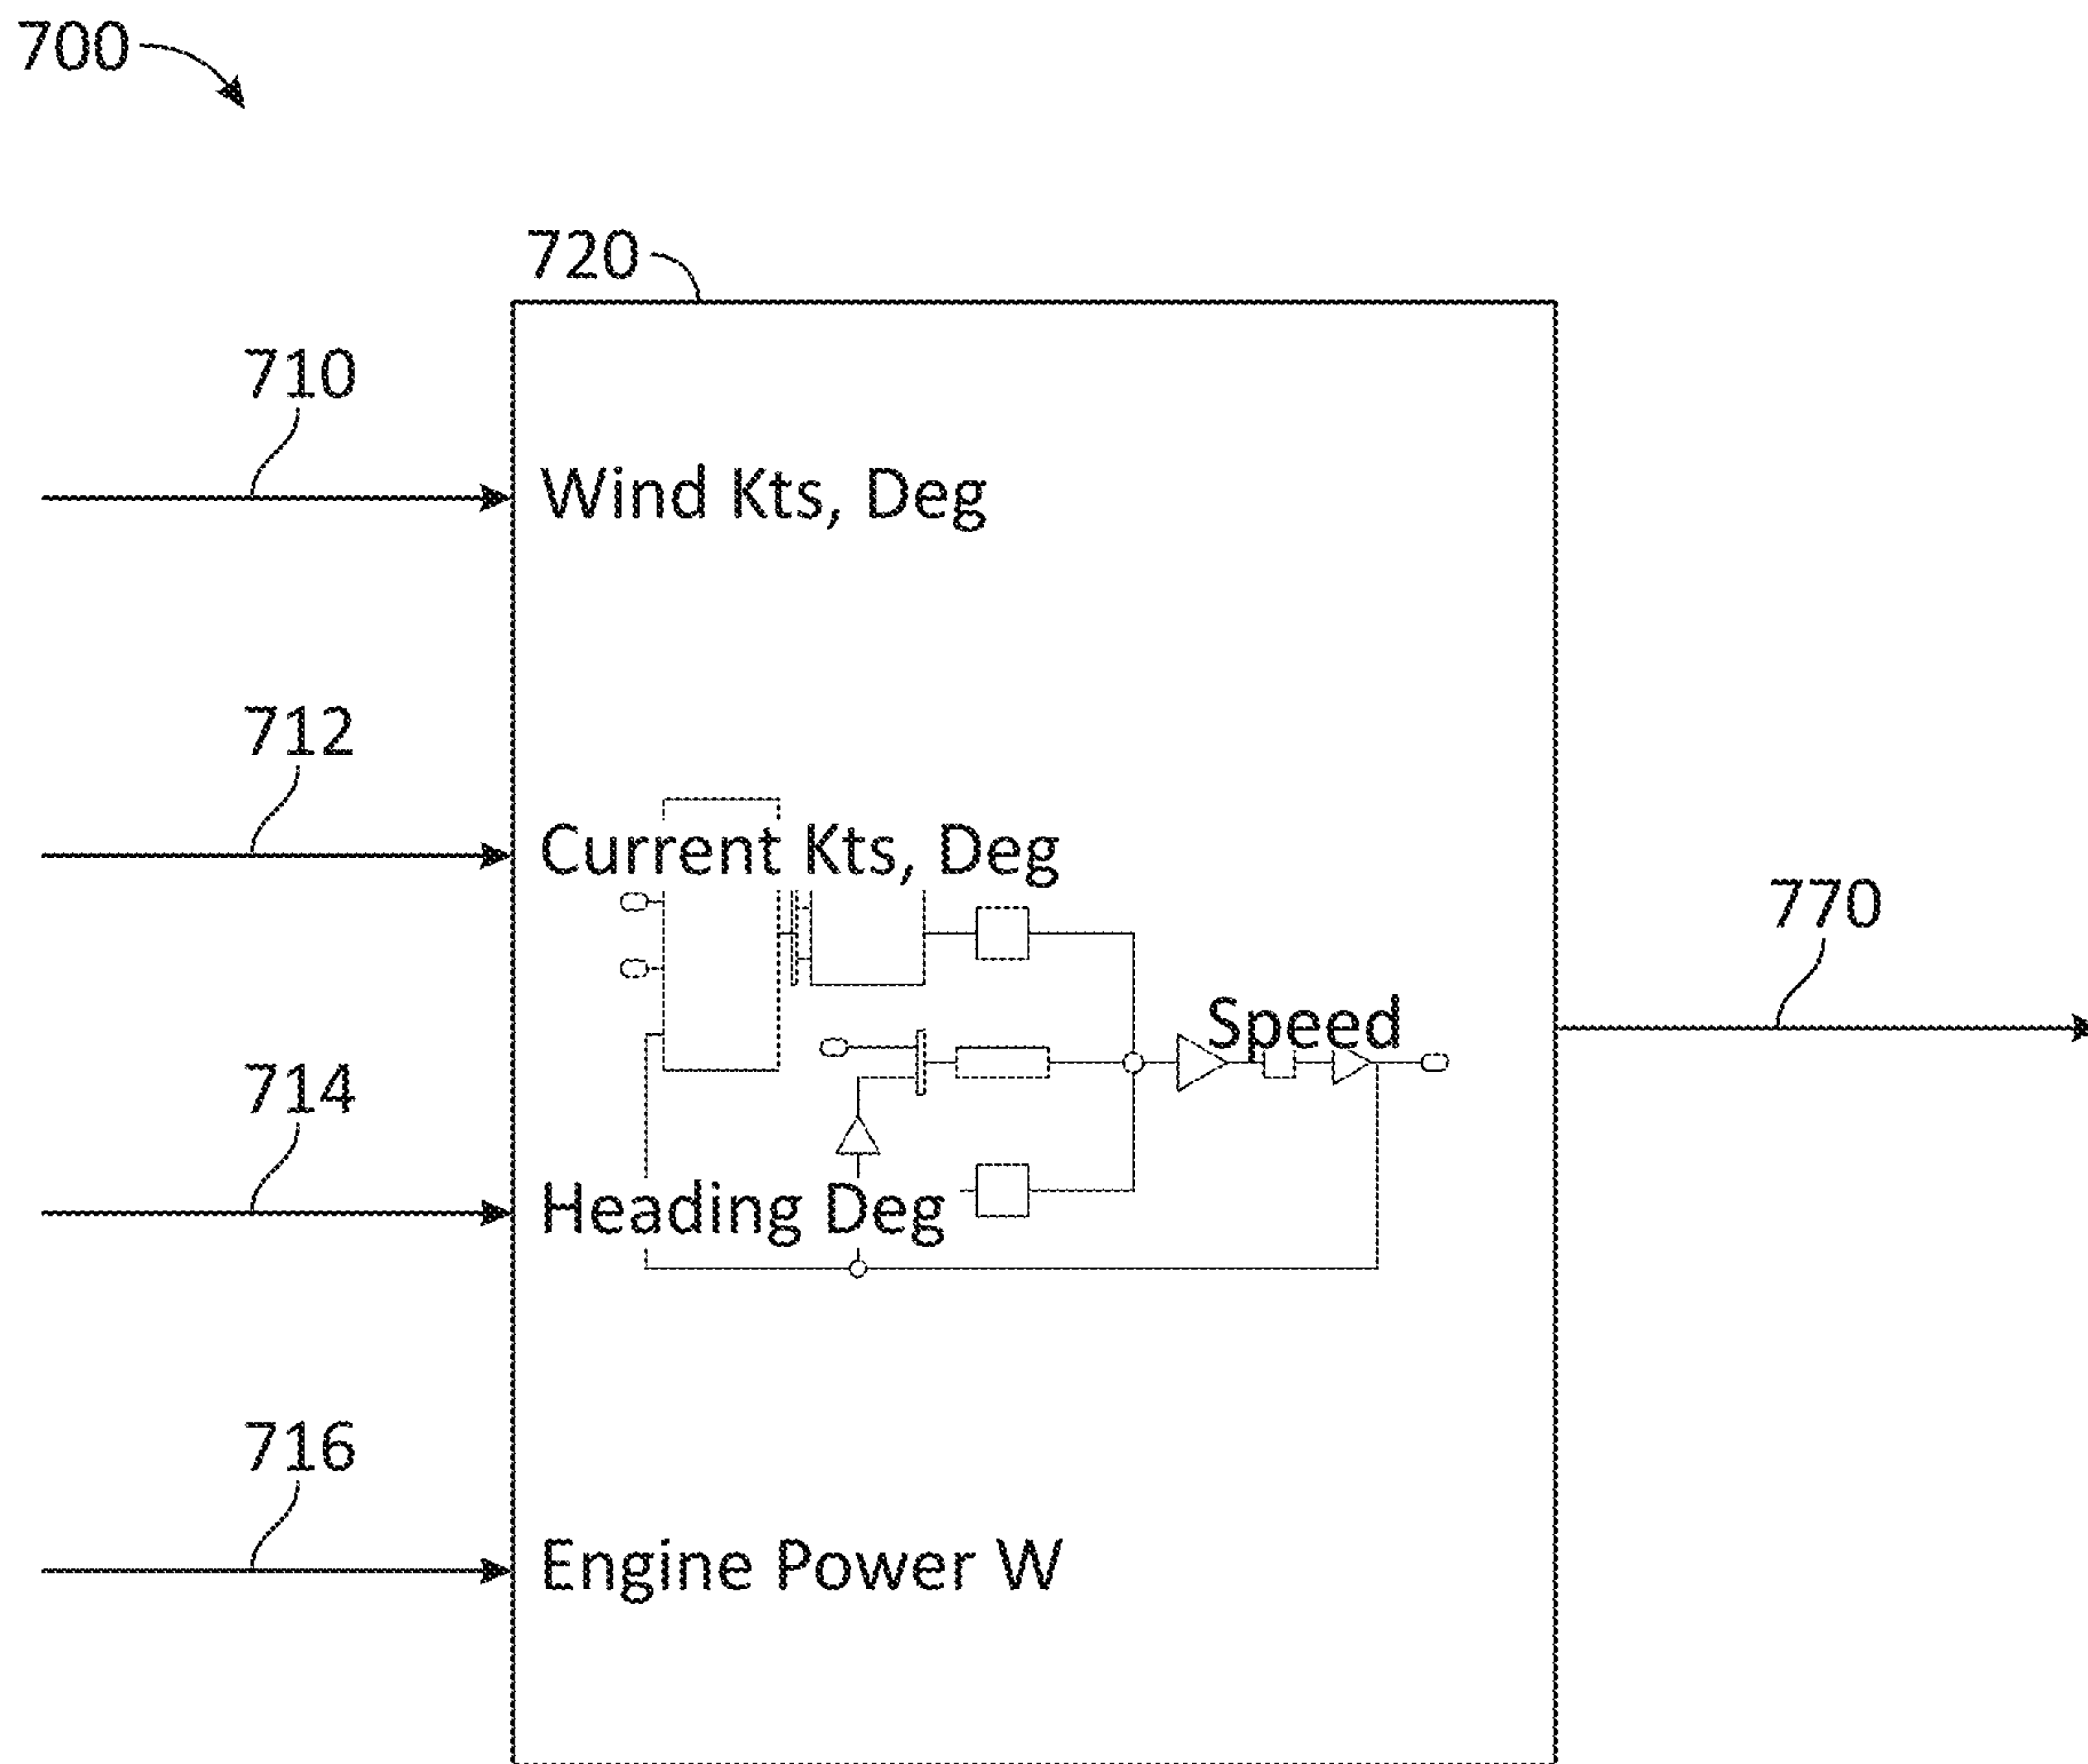 700
720
710
Wind Kts, Deg
712
Current Kts, Deg
770
Speed
714
Heading Deg
716
Engine Power W